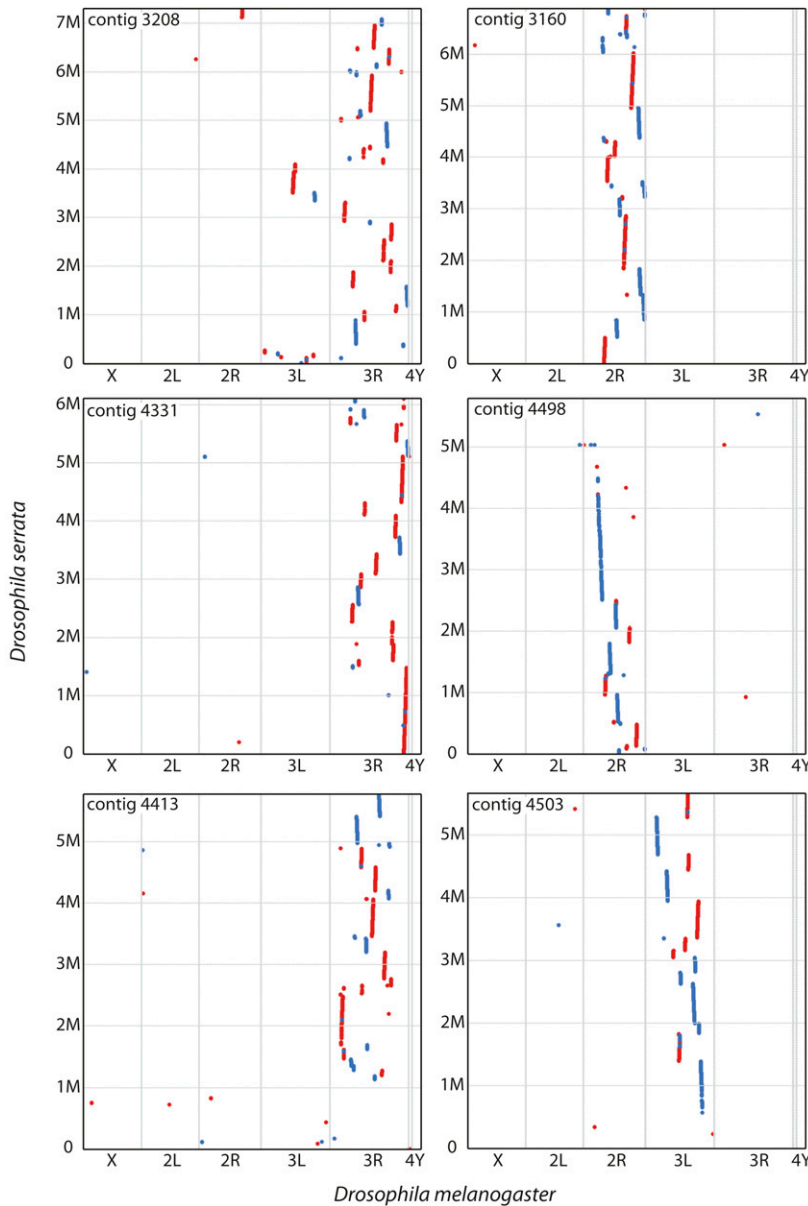 contig 3208
7M
6M
5M
4M
3M
2M
1M
0
X 2L 2R 3L 3R 4Y
contig 3160
6M
5M
4M
3M
2M
1M
0
X 2L 2R 3L 3R 4Y
Drosophila serrata
contig 4331
6M
5M
4M
3M
2M
1M
0
X 2L 2R 3L 3R 4Y
contig 4498
5M
4M
3M
2M
1M
0
X 2L 2R 3L 3R 4Y
contig 4413
5M
4M
3M
2M
1M
0
X 2L 2R 3L 3R 4Y
contig 4503
5M
4M
3M
2M
1M
0
X 2L 2R 3L 3R 4Y
Drosophila melanogaster